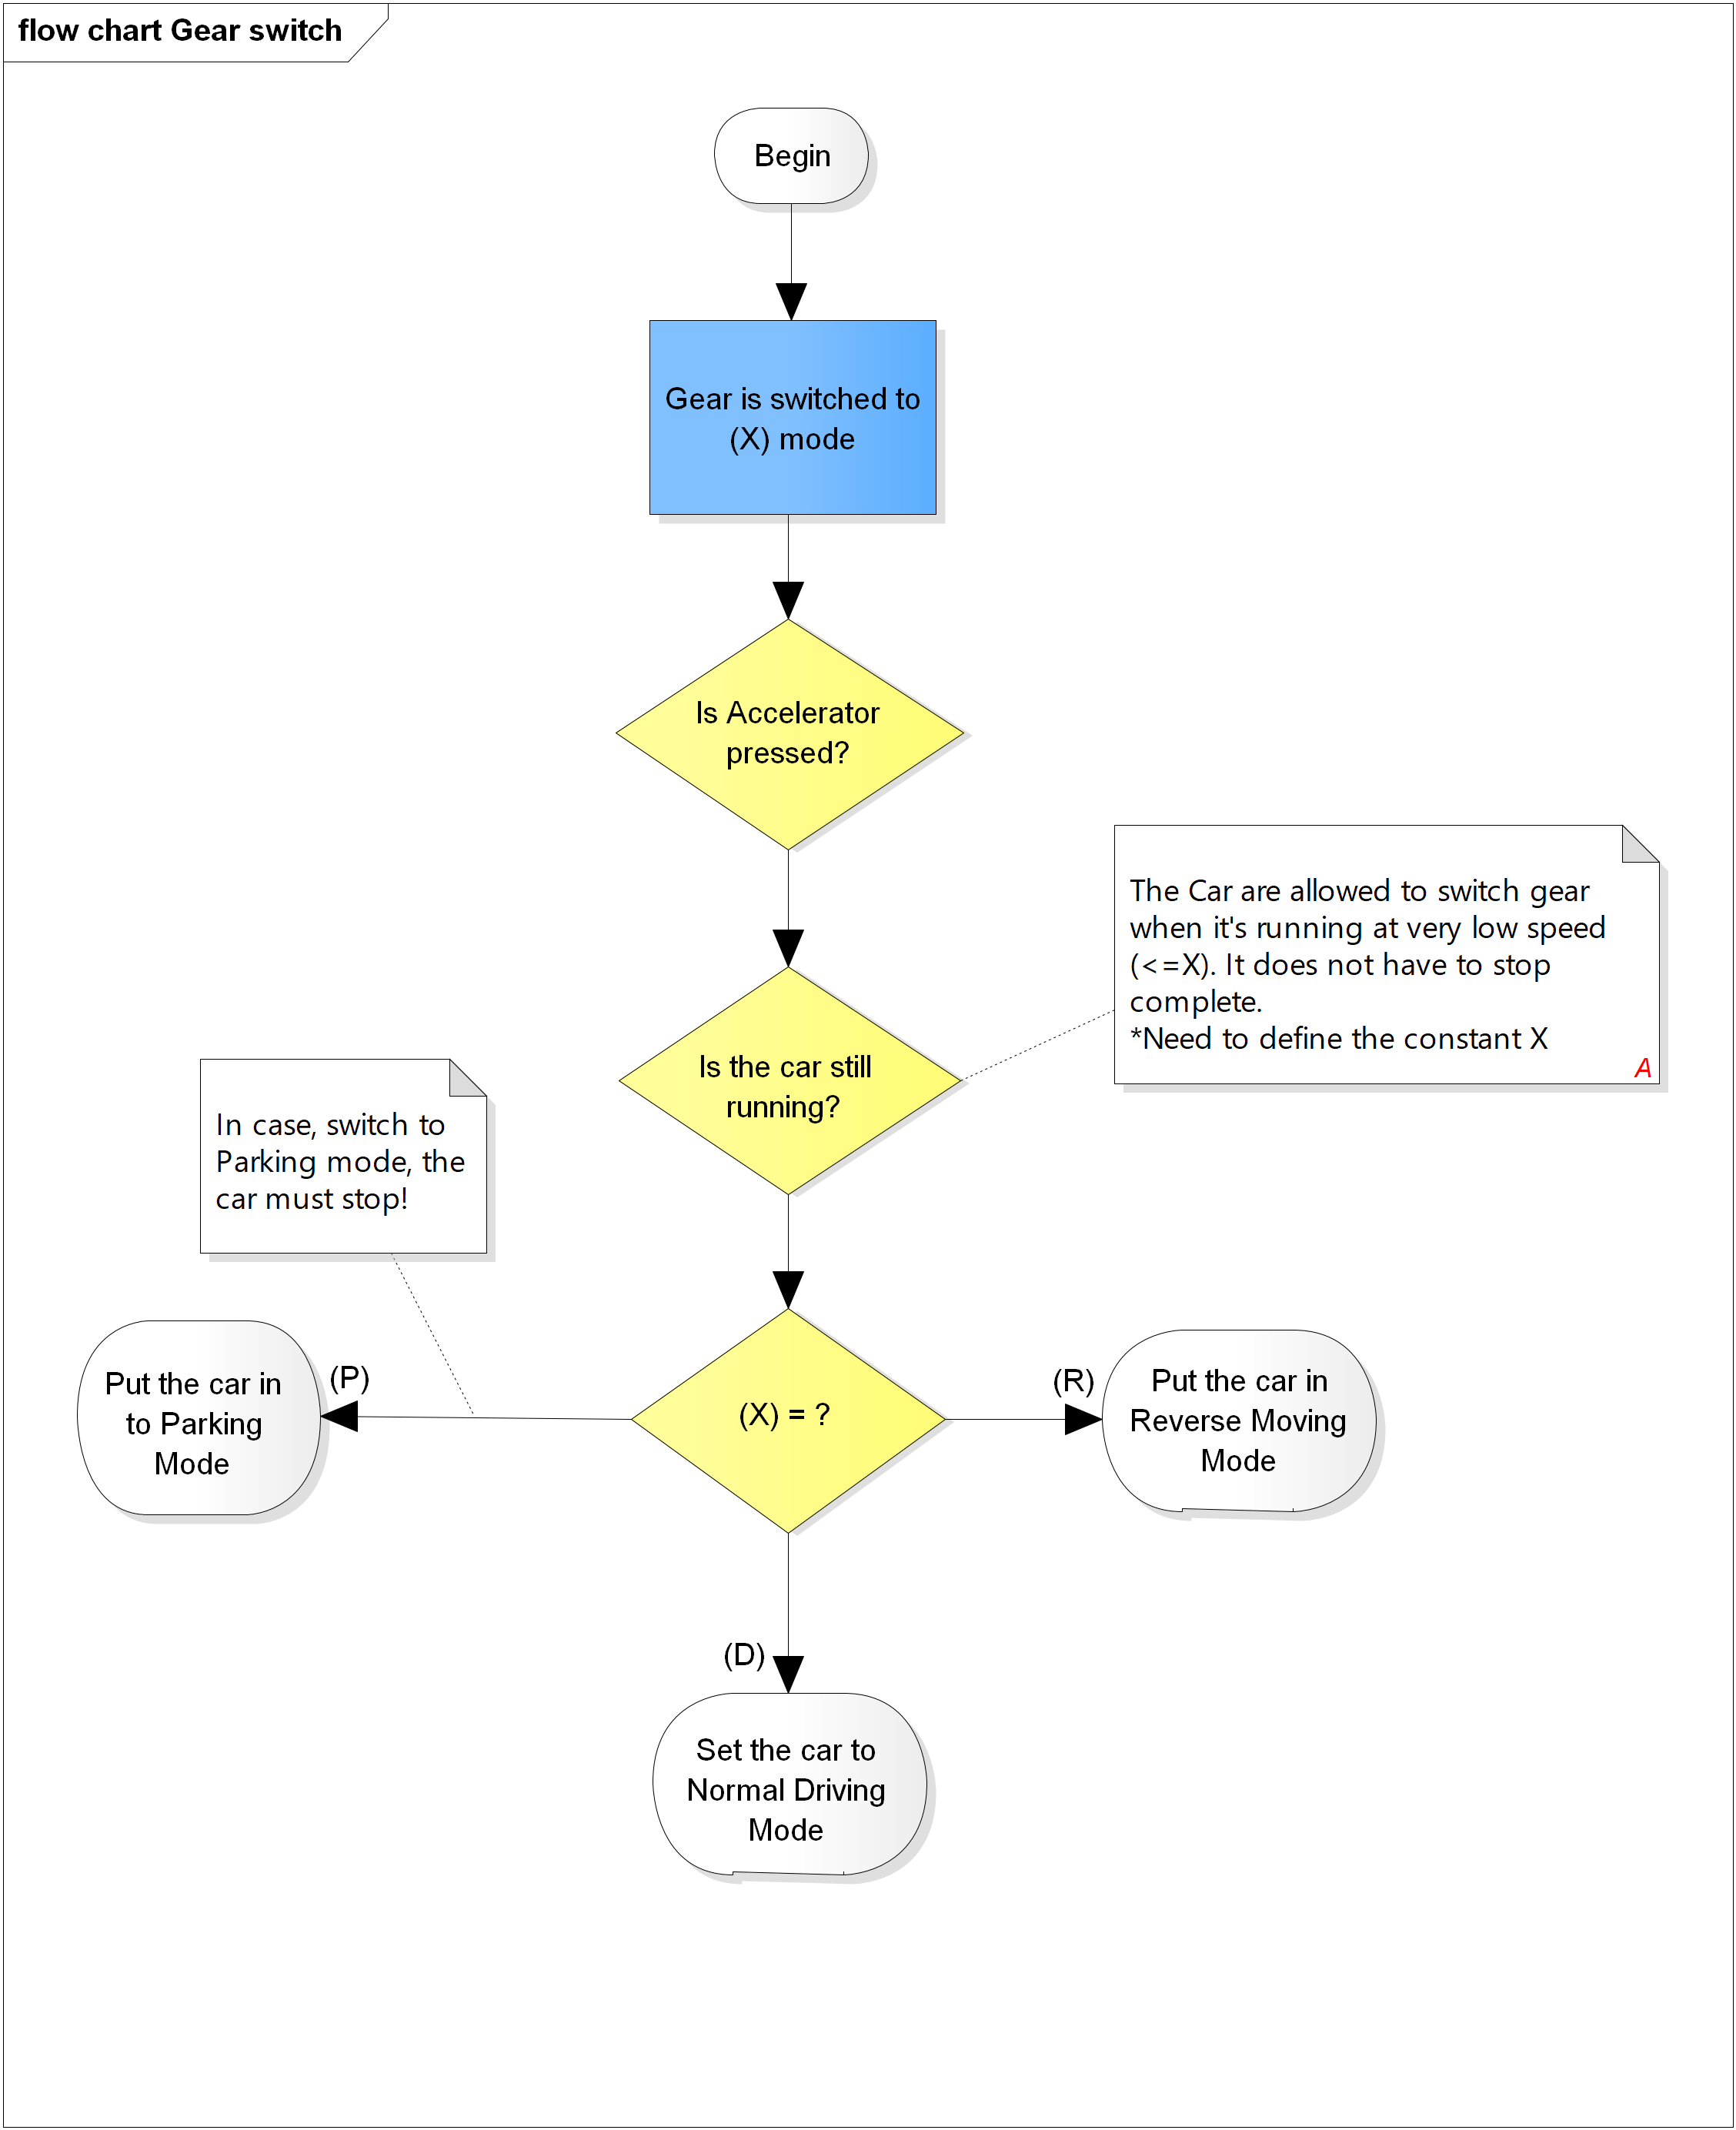 flow chart Gear switch
Begin
Gear is switched to
(X) mode
Is Accelerator
pressed?
The Car are allowed to switch gear
when it's running at very low speed
(<=X). It does not have to stop
complete.
*Need to define the constant X
A
Is the car still
running?
In case, switch to
Parking mode, the
car must stop!
Put the car in
to Parking
Mode
(P)
(X) = ?
(R)
Put the car in
Reverse Moving
Mode
(D)
Set the car to
Normal Driving
Mode